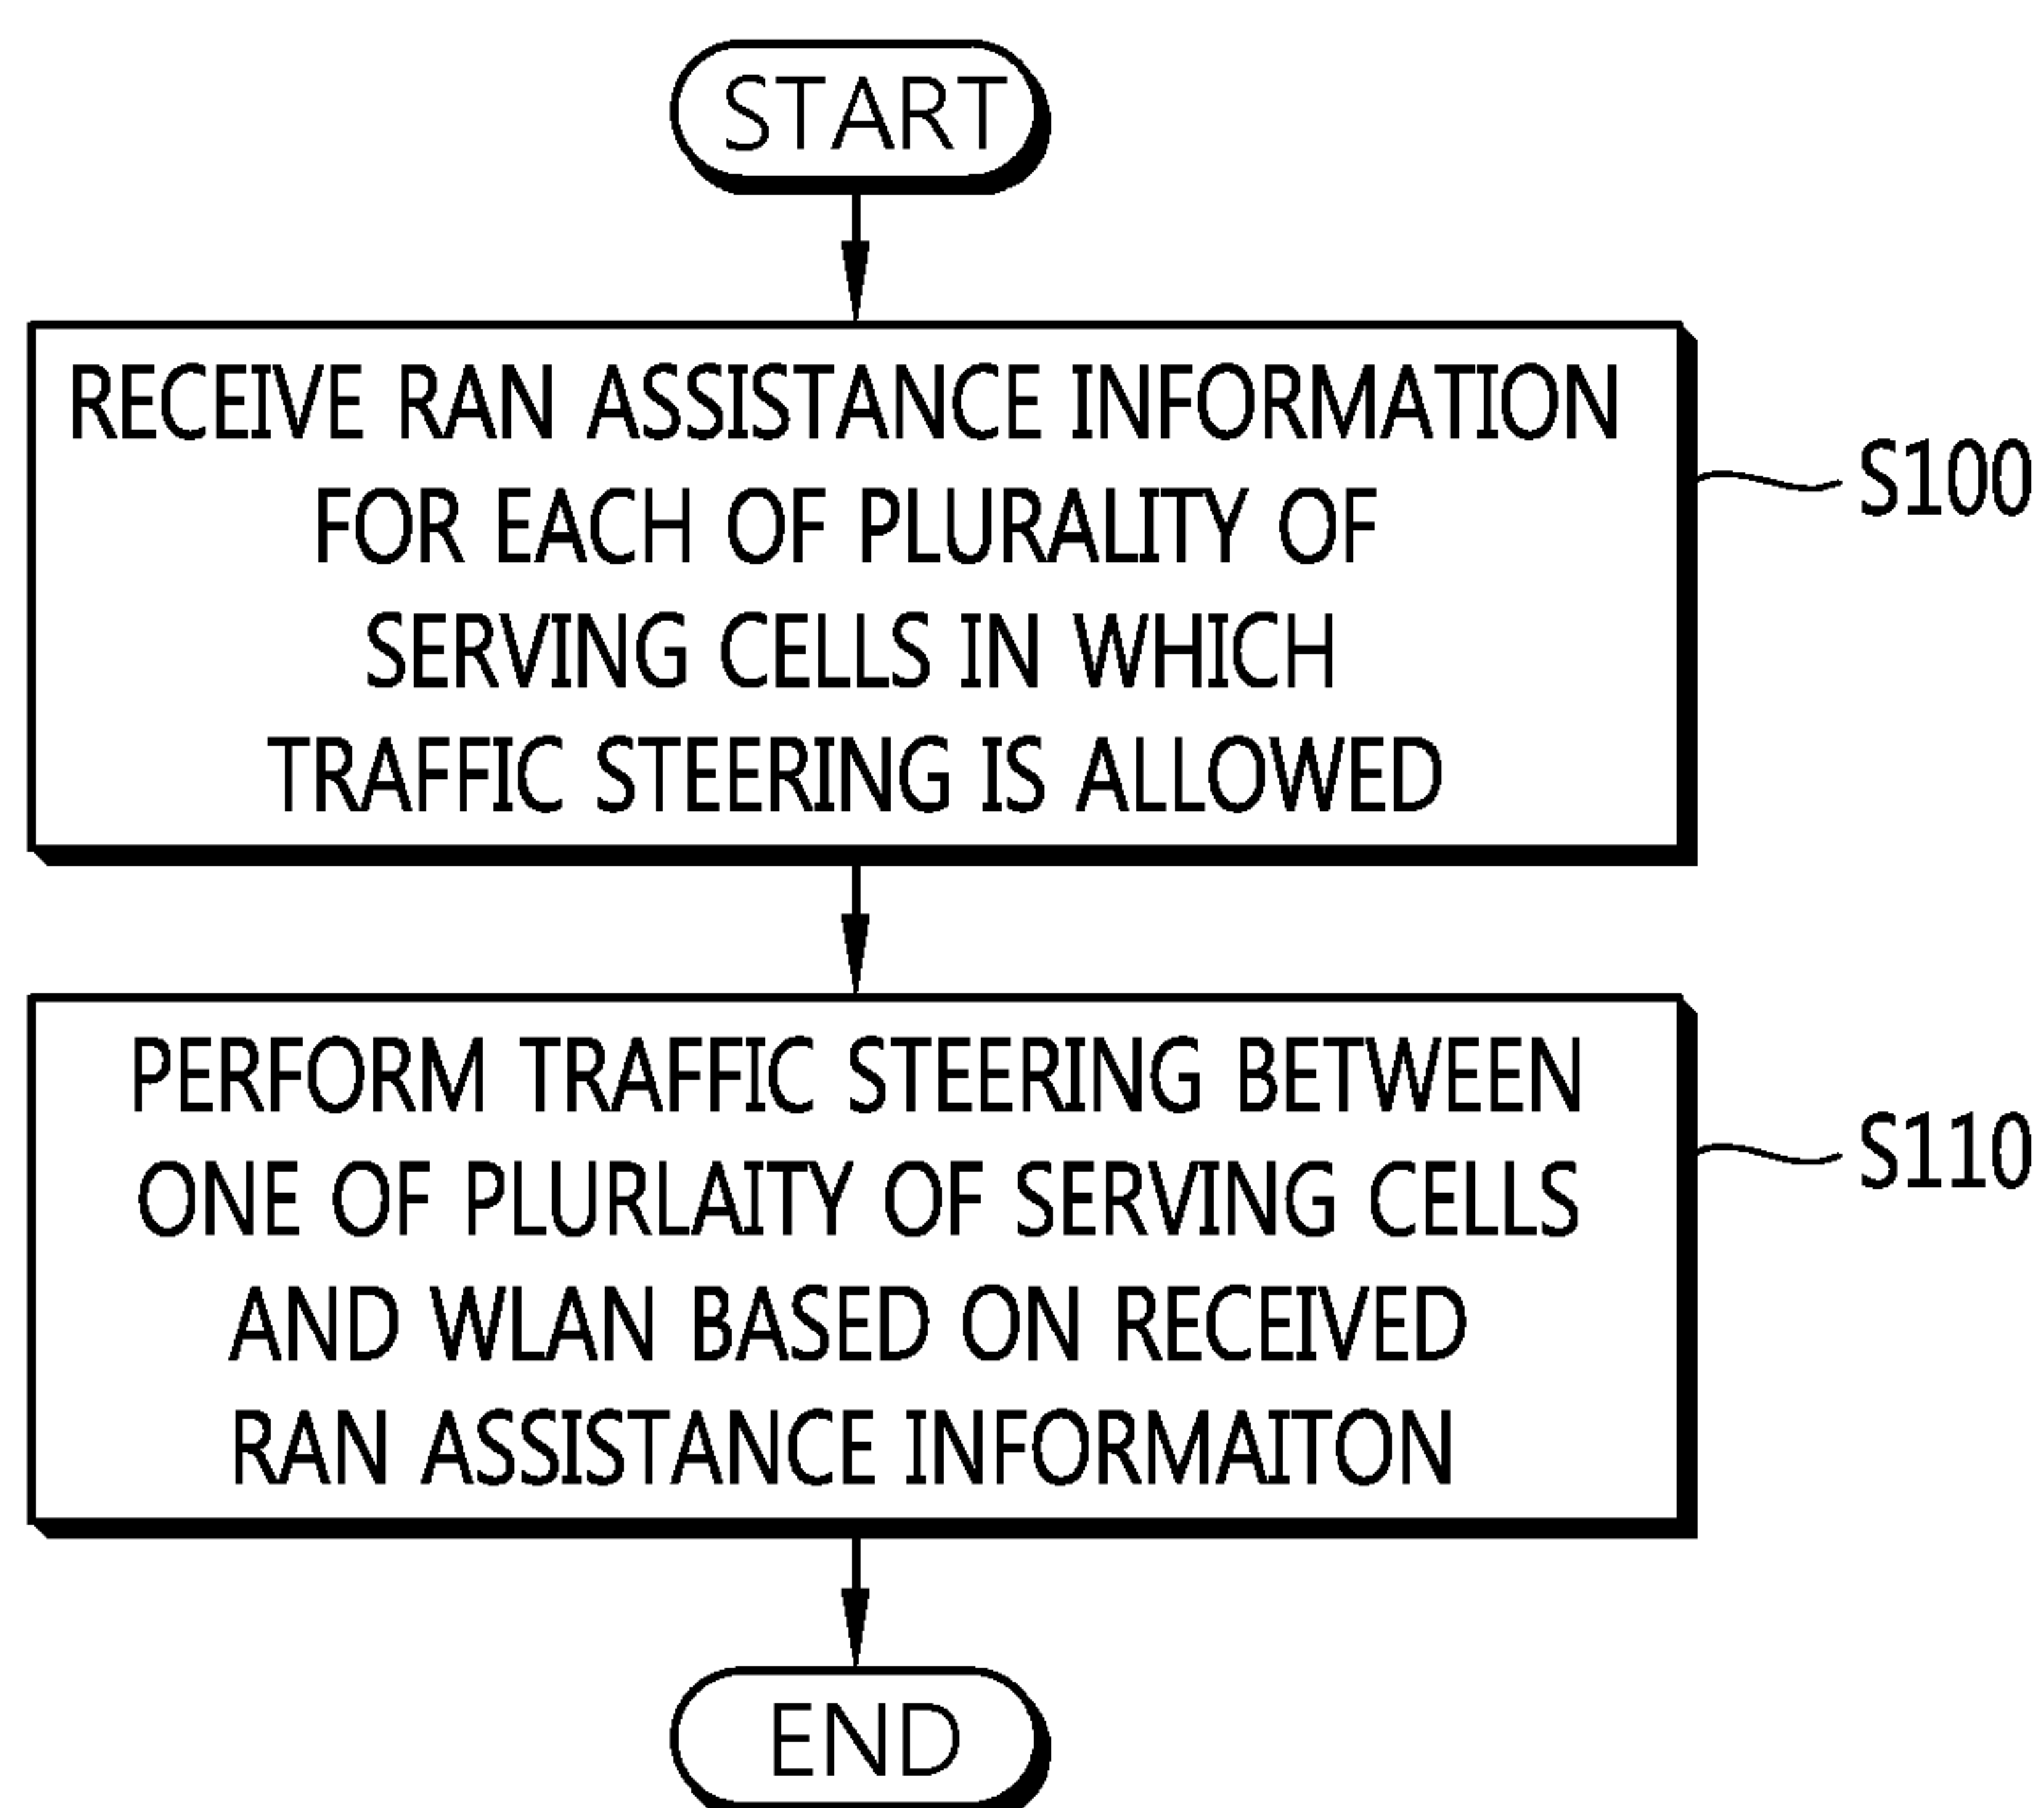 START
RECEIVE RAN ASSISTANCE INFORMATION
FOR EACH OF PLURALITY OF
SERVING CELLS IN WHICH
TRAFFIC STEERING IS ALLOWED
S100
PERFORM TRAFFIC STEERING BETWEEN
ONE OF PLURLAITY OF SERVING CELLS
AND WLAN BASED ON RECEIVED
RAN ASSISTANCE INFORMAITON
S110
END